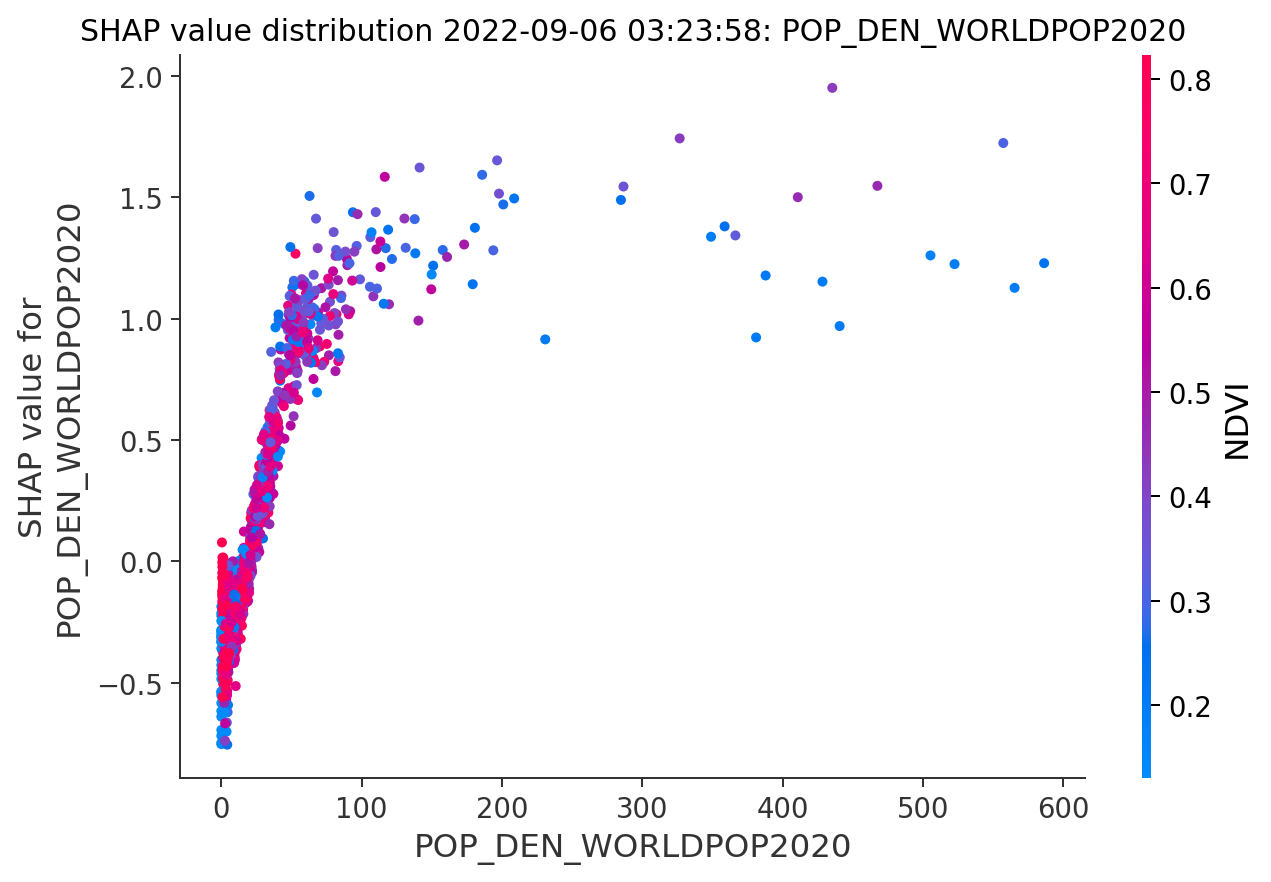 SHAP value distribution 2022-09-06 03:23:58: POP_DEN_WORLDPOP2020
SHAP value for
POP_DEN_WORLDPOP2020
2.0
1.5
1.0
0.5
0.0
−0.5
0 100 200 300 400 500 600
POP_DEN_WORLDPOP2020
0.8
0.7
0.6
0.5
0.4
0.3
0.2
NDVI